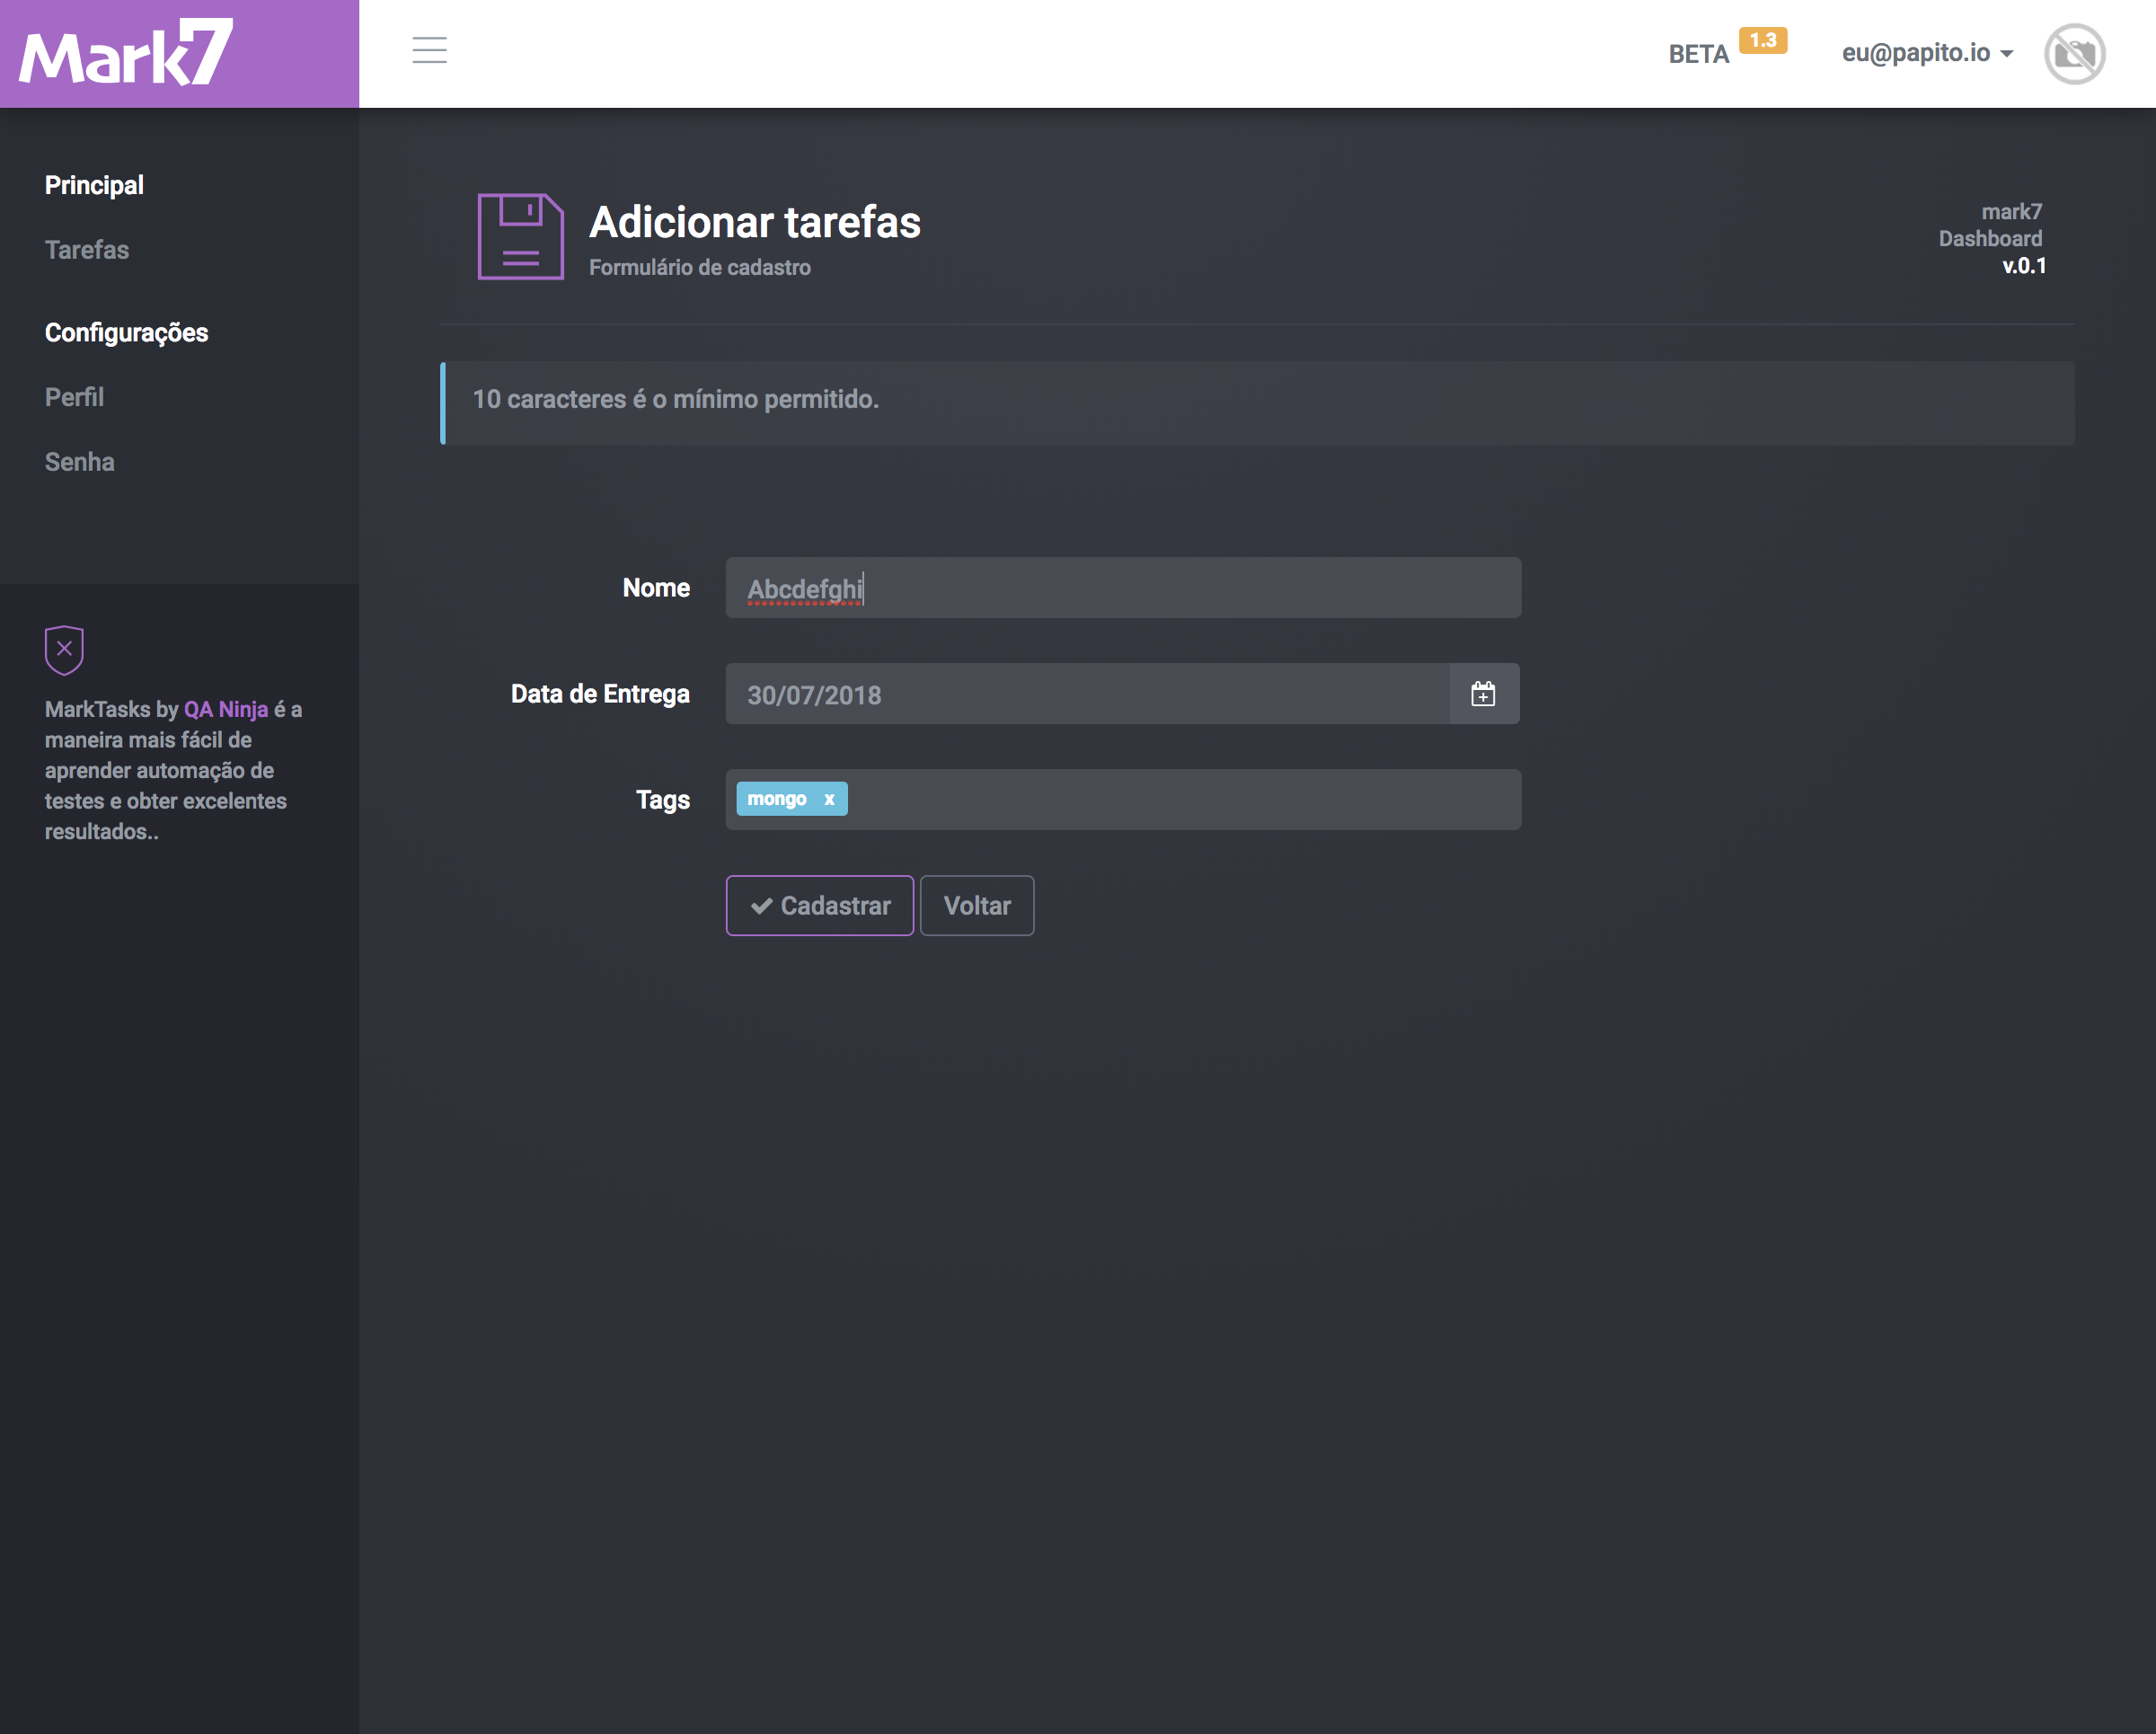 Mark7
BETA 1.3
eu@papito.io
Principal
Tarefas
Configurações
Perfil
Senha
MarkTasks by QA Ninja é a
maneira mais fácil de
aprender automação de
testes e obter excelentes
resultados..
Adicionar tarefas
Formulário de cadastro
mark7
Dashboard
v.0.1
10 caracteres é o mínimo permitido.
Nome
Abcdefghi
Data de Entrega
30/07/2018
Tags
mongo x
Cadastrar
Voltar